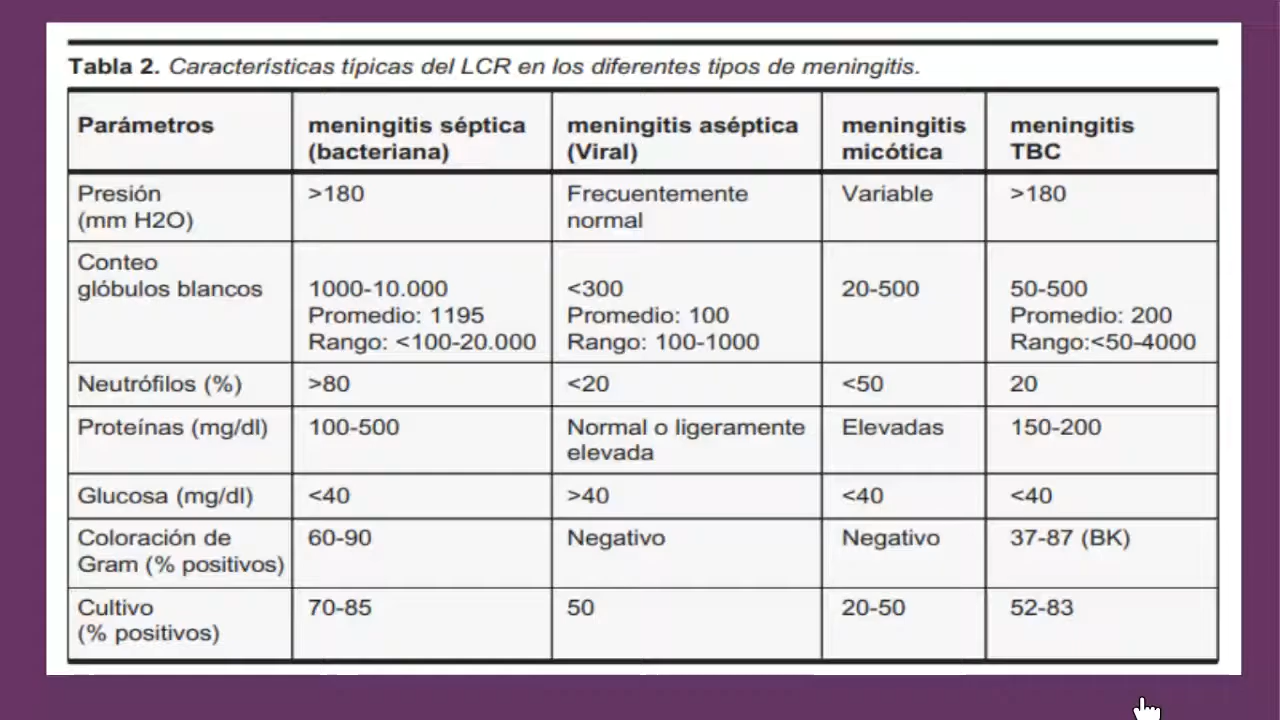 Tabla 2. Características típicas del LCR en los diferentes tipos de meningitis.
Parámetros meningitis séptica (bacteriana) meningitis aséptica (Viral) meningitis micótica meningitis TBC
Presión (mm H2O) >180 Frecuentemente normal Variable >180
Conteo glóbulos blancos 1000-10.000 Promedio: 1195 Rango: <100-20.000 <300 Promedio: 100 Rango: 100-1000 20-500 50-500 Promedio: 200 Rango:<50-4000
Neutrófilos (%) >80 <20 <50 20
Proteínas (mg/dl) 100-500 Normal o ligeramente elevada Elevadas 150-200
Glucosa (mg/dl) <40 >40 <40 <40
Coloración de Gram (% positivos) 60-90 Negativo Negativo 37-87 (BK)
Cultivo (% positivos) 70-85 50 20-50 52-83